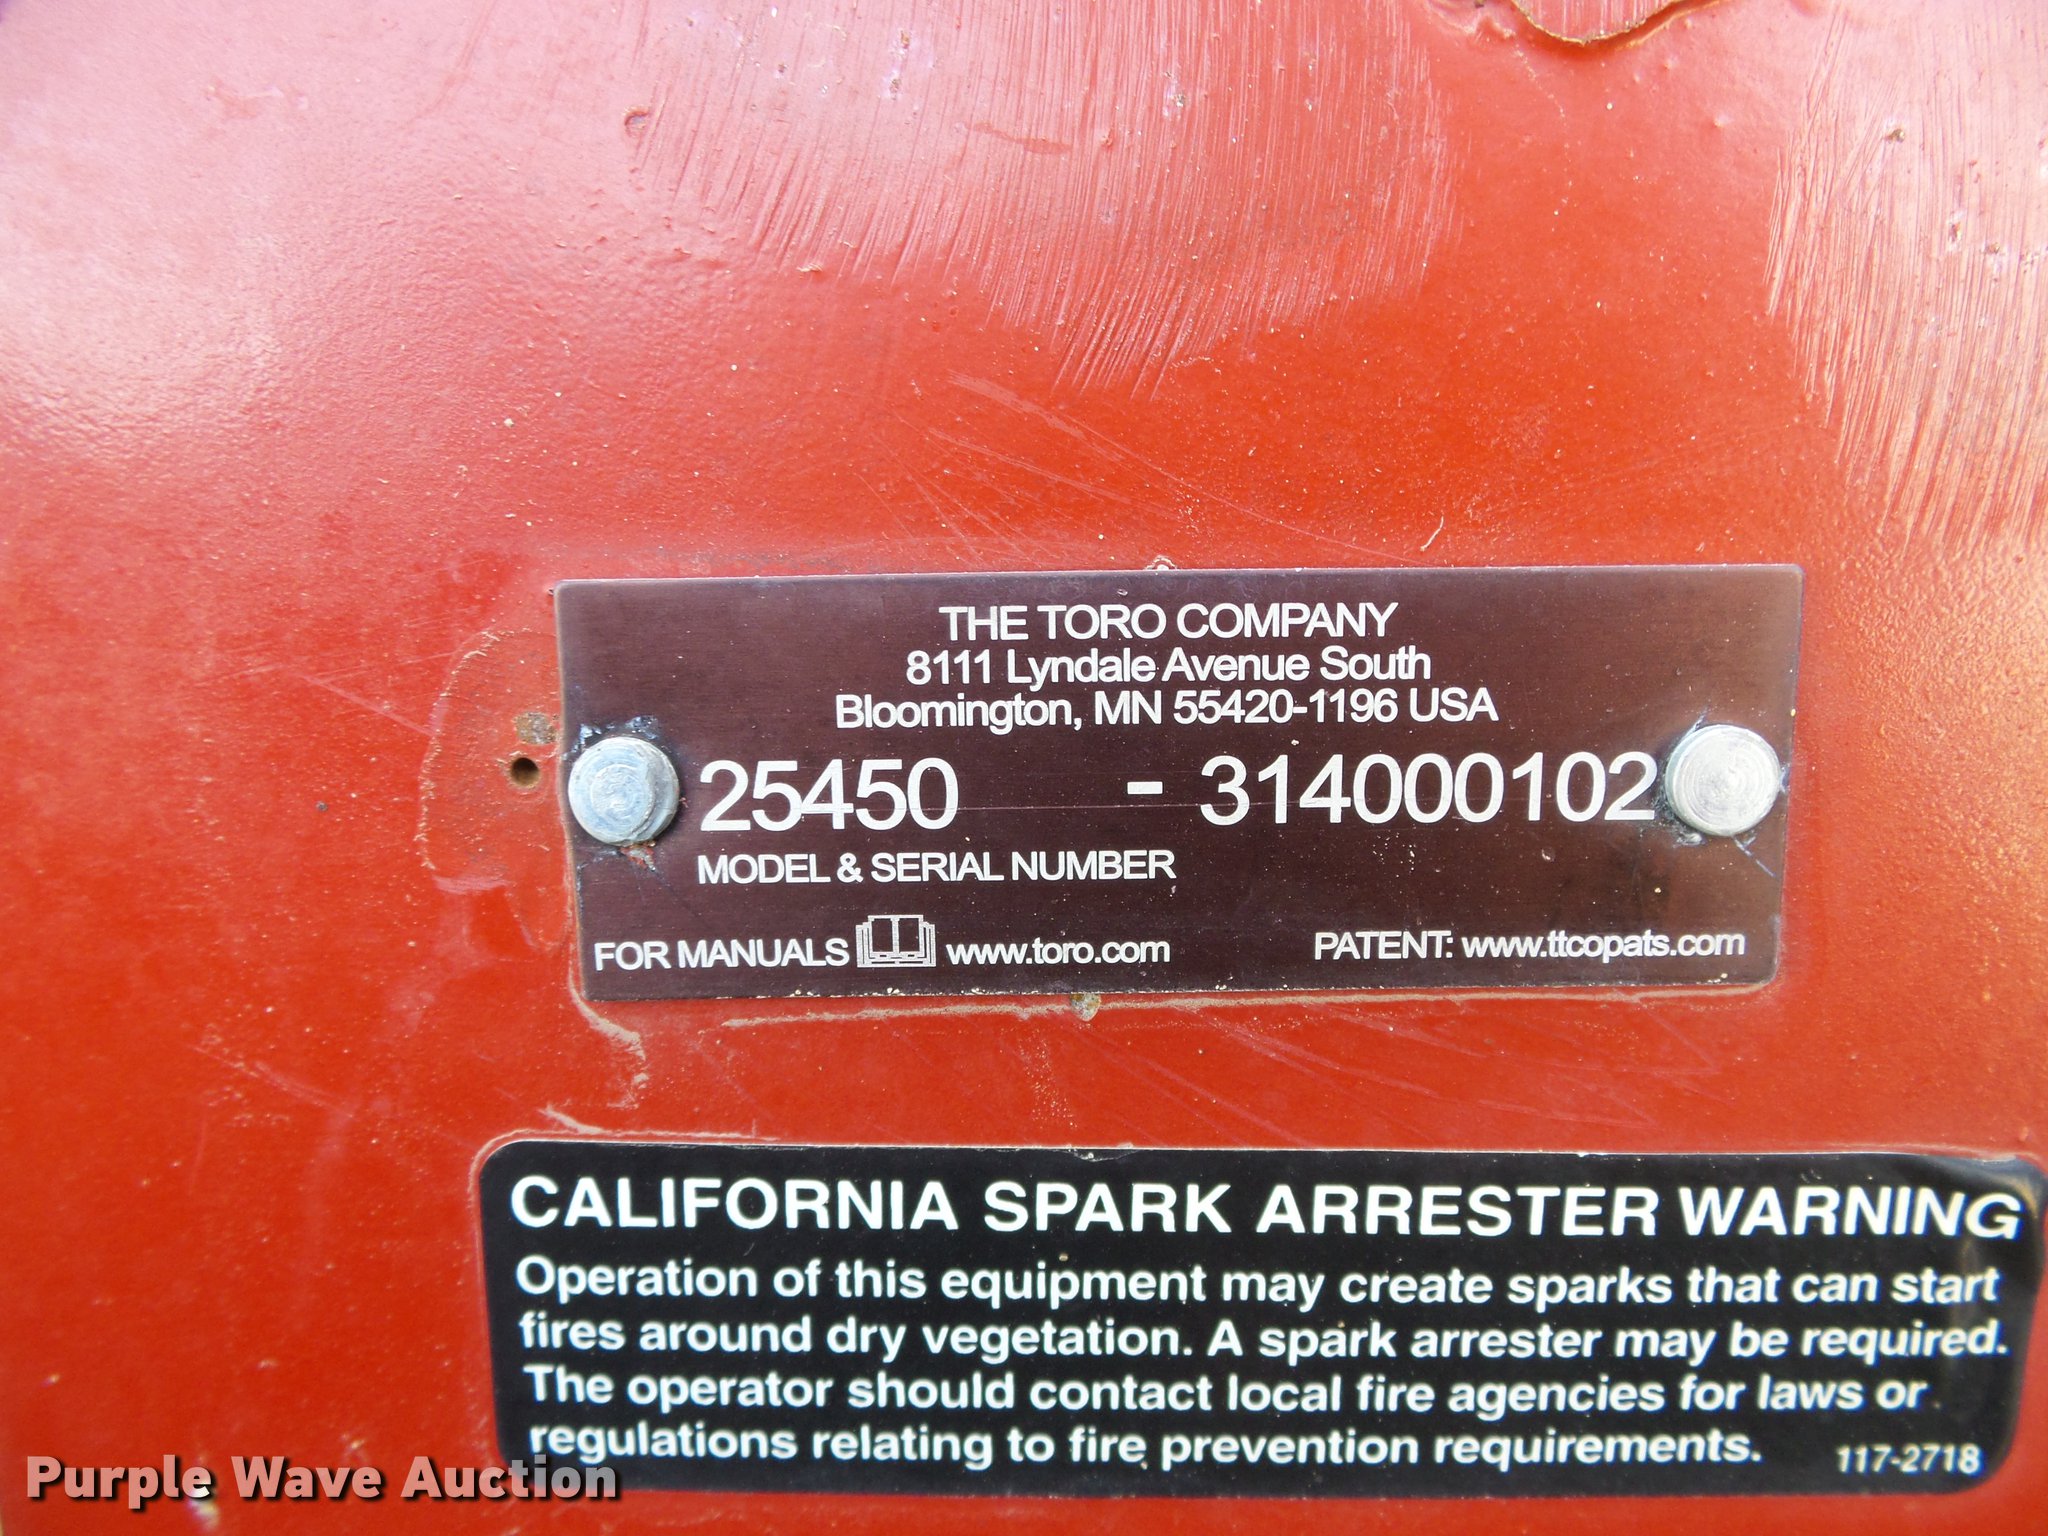 THE TORO COMPANY
8111 Lyndale Avenue South
Bloomington, MN 55420-1196 USA
25450 - 314000102
MODEL & SERIAL NUMBER
FOR MANUALS www.toro.com PATENT: www.ttcopats.com
CALIFORNIA SPARK ARRESTER WARNING
Operation of this equipment may create sparks that can start
fires around dry vegetation. A spark arrester may be required.
The operator should contact local fire agencies for laws or
regulations relating to fire prevention requirements. 117-2718
Purple Wave Auction